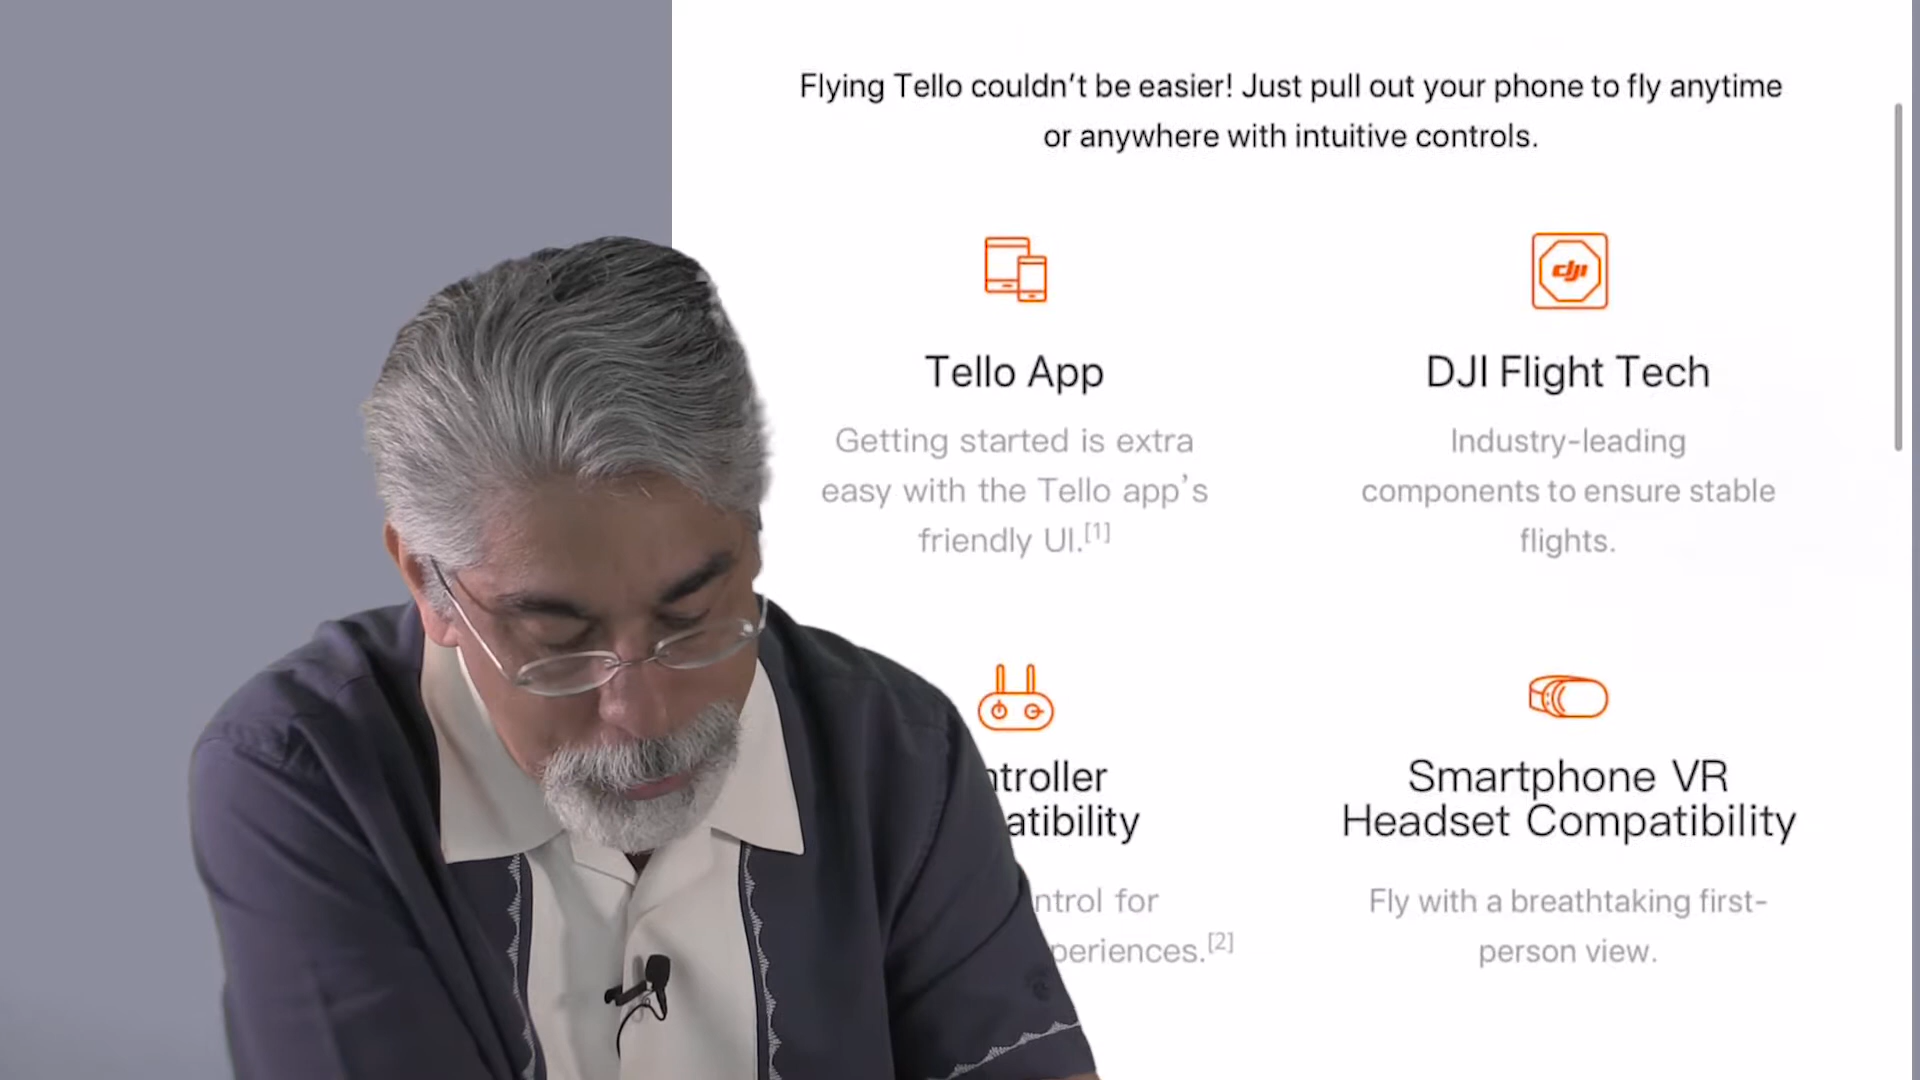 Flying Tello couldn’t be easier! Just pull out your phone to fly anytime
or anywhere with intuitive controls.
dji
Tello App
DJI Flight Tech
Getting started is extra
easy with the Tello app’s
friendly UI.[1]
Industry-leading
components to ensure stable
flights.
ntroller
atibility
Smartphone VR
Headset Compatibility
ntrol for
periences.[2]
Fly with a breathtaking first-
person view.